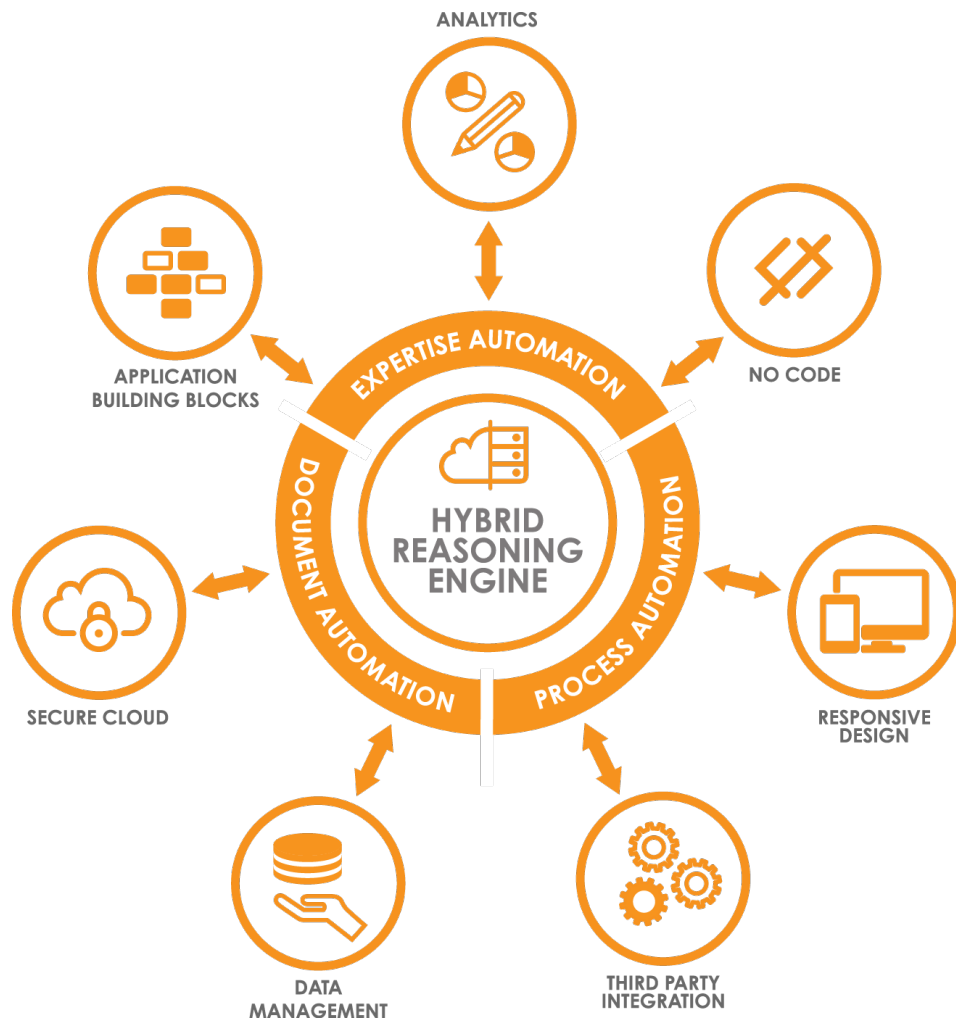 ANALYTICS
APPLICATION
BUILDING BLOCKS
NO CODE
EXPERTISE AUTOMATION
DOCUMENT AUTOMATION
PROCESS AUTOMATION
HYBRID
REASONING
ENGINE
SECURE CLOUD
RESPONSIVE
DESIGN
DATA
MANAGEMENT
THIRD PARTY
INTEGRATION